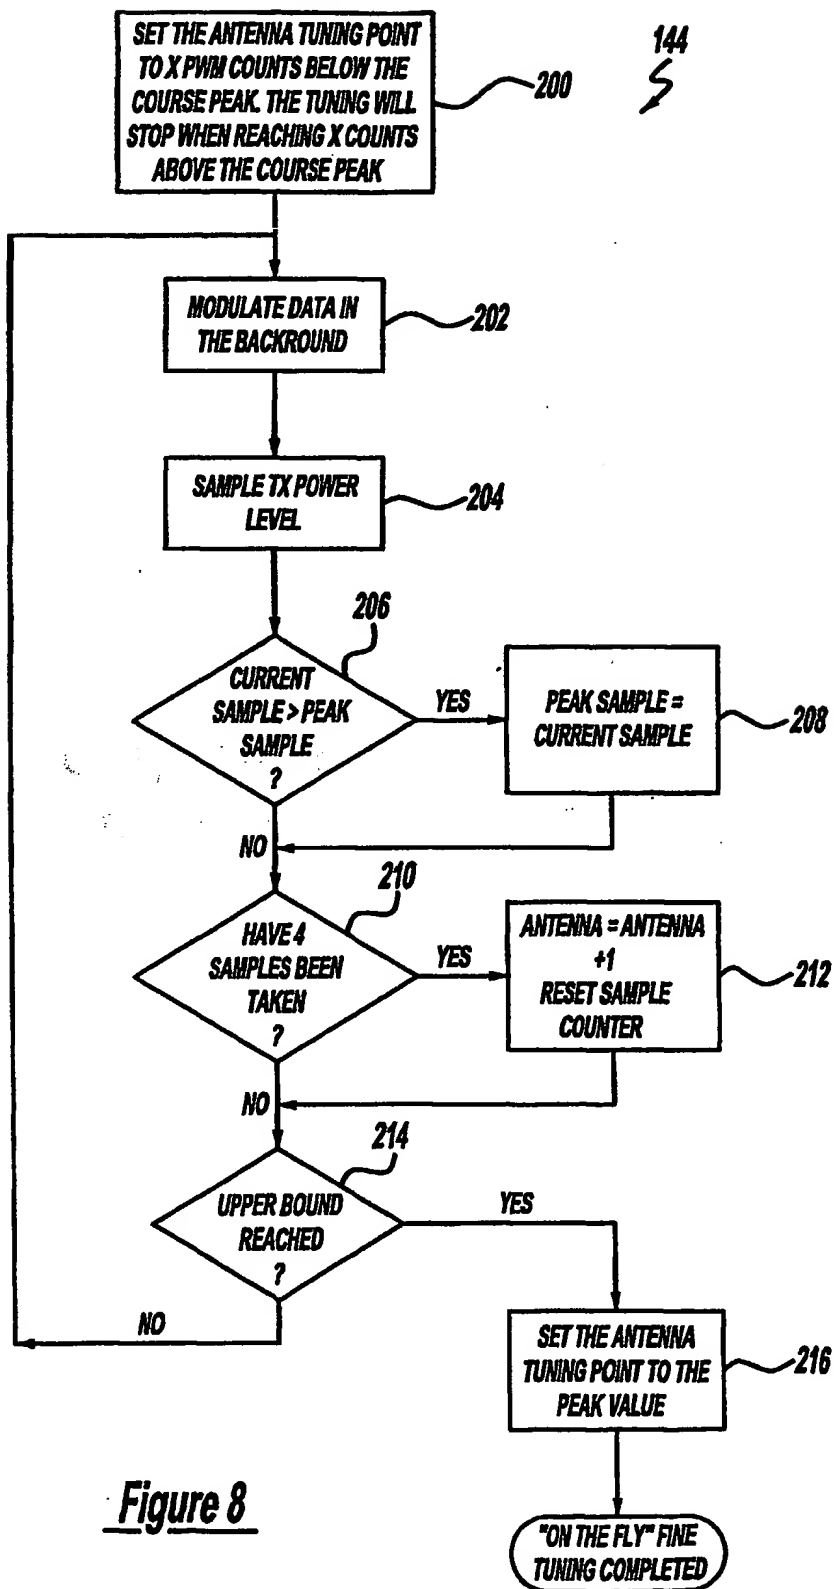 SET THE ANTENNA TUNING POINT
TO X PWM COUNTS BELOW THE
COURSE PEAK. THE TUNING WILL
STOP WHEN REACHING X COUNTS
ABOVE THE COURSE PEAK
200
144
MODULATE DATA IN
THE BACKROUND
202
SAMPLE TX POWER
LEVEL
204
206
CURRENT
SAMPLE > PEAK
SAMPLE
?
YES
PEAK SAMPLE =
CURRENT SAMPLE
208
NO
210
HAVE 4
SAMPLES BEEN
TAKEN
?
YES
ANTENNA = ANTENNA
+1
RESET SAMPLE
COUNTER
212
NO
214
UPPER BOUND
REACHED
?
YES
NO
SET THE ANTENNA
TUNING POINT TO THE
PEAK VALUE
216
Figure 8
"ON THE FLY" FINE
TUNING COMPLETED